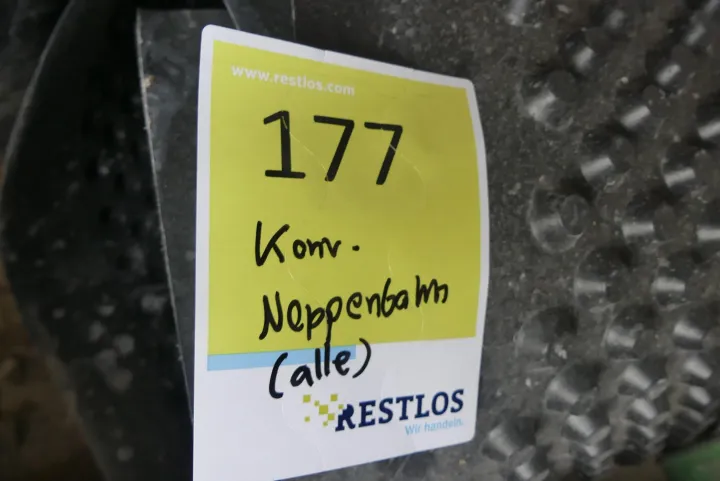 www.restlos.com
177
Konv.
Noppenbahn
(alle)
RESTLOS
Wir handeln.